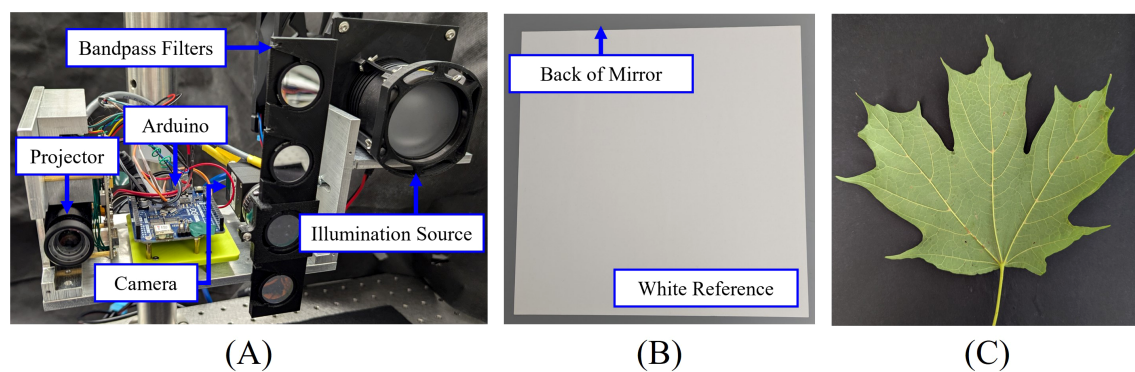 Bandpass Filters
Arduino
Projector
Illumination Source
Camera
(A)
Back of Mirror
White Reference
(B)
(C)